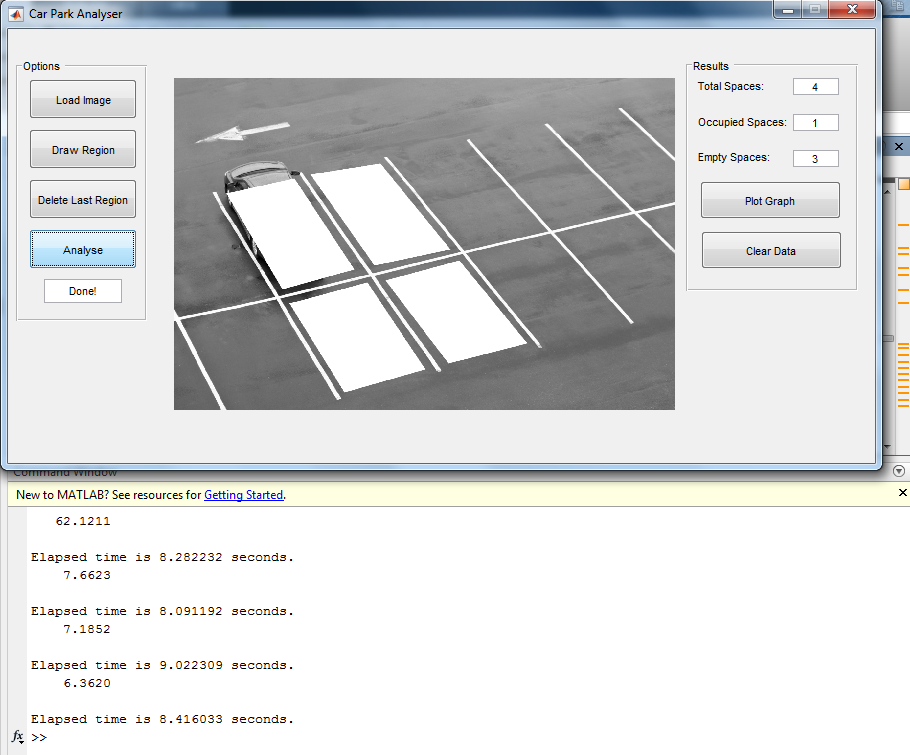 Car Park Analyser
Options
Load Image
Draw Region
Delete Last Region
Analyse
Done!
Results
Total Spaces: 4
Occupied Spaces: 1
Empty Spaces: 3
Plot Graph
Clear Data
Command Window
New to MATLAB? See resources for Getting Started.
62.1211
Elapsed time is 8.282232 seconds.
7.6623
Elapsed time is 8.091192 seconds.
7.1852
Elapsed time is 9.022309 seconds.
6.3620
Elapsed time is 8.416033 seconds.
fx >>